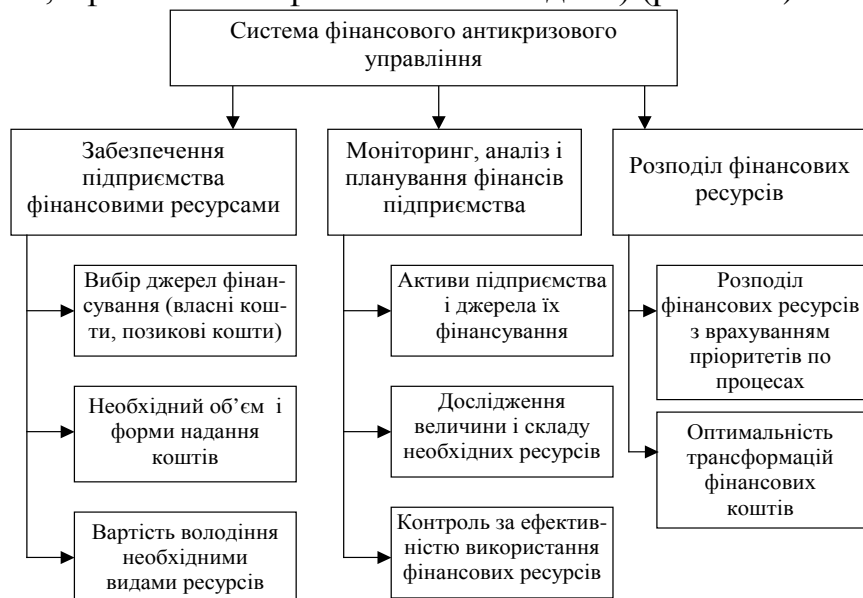 Система фінансового антикризового
управління
Забезпечення
підприємства
фінансовими ресурсами
Моніторинг, аналіз і
планування фінансів
підприємства
Розподіл фінансових
ресурсів
Вибір джерел фінан-
сування (власні кош-
ти, позикові кошти)
Необхідний об’єм і
форми надання
коштів
Вартість володіння
необхідними
видами ресурсів
Активи підприємства
і джерела їх
фінансування
Дослідження
величини і складу
необхідних ресурсів
Контроль за ефектив-
ністю використання
фінансових ресурсів
Розподіл
фінансових ресурсів
з врахуванням
пріоритетів по
процесах
Оптимальність
трансформацій
фінансових
коштів